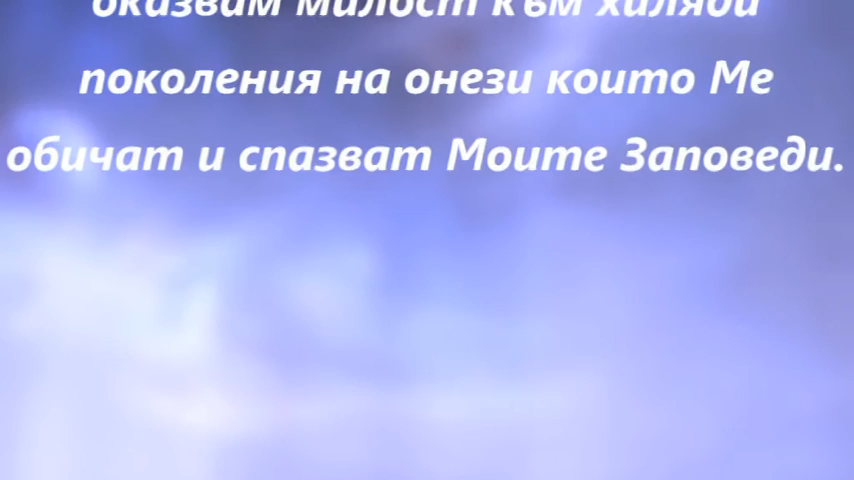 оказвам милост към хиляди
поколения на онези които Ме
обичат и спазват Моите Заповеди.